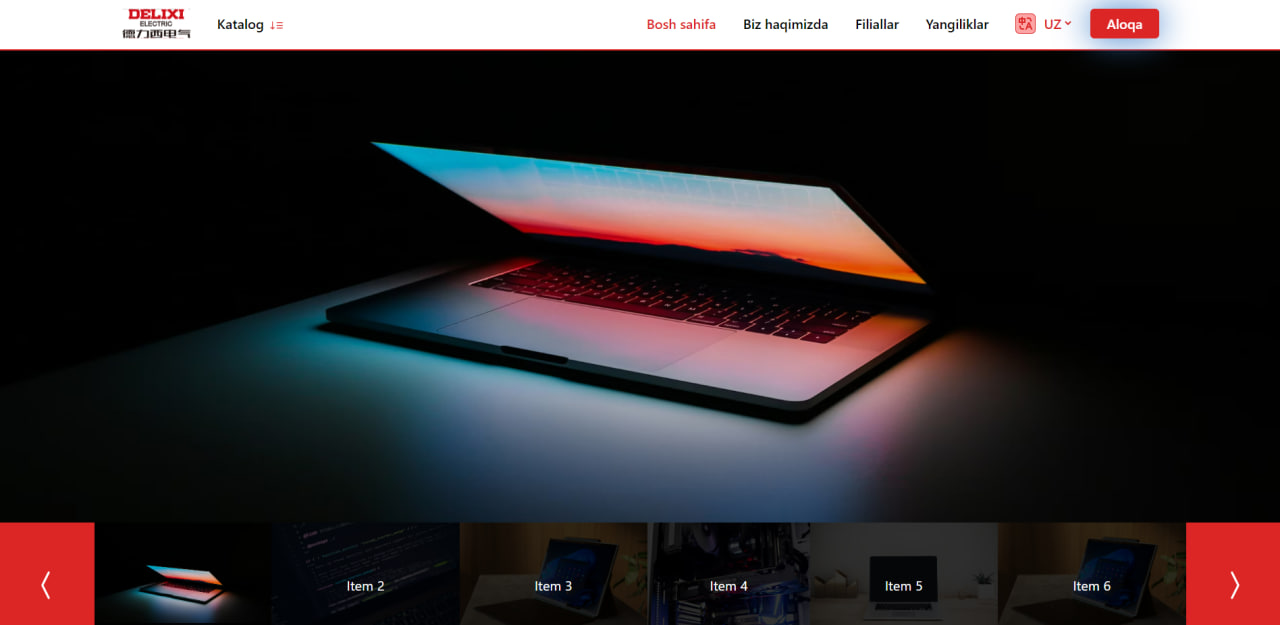 DELIXI
ELECTRIC
德力西电气
Katalog
Bosh sahifa
Biz haqimizda
Filiallar
Yangiliklar
UZ
Aloqa
Item 2
Item 3
Item 4
Item 5
Item 6